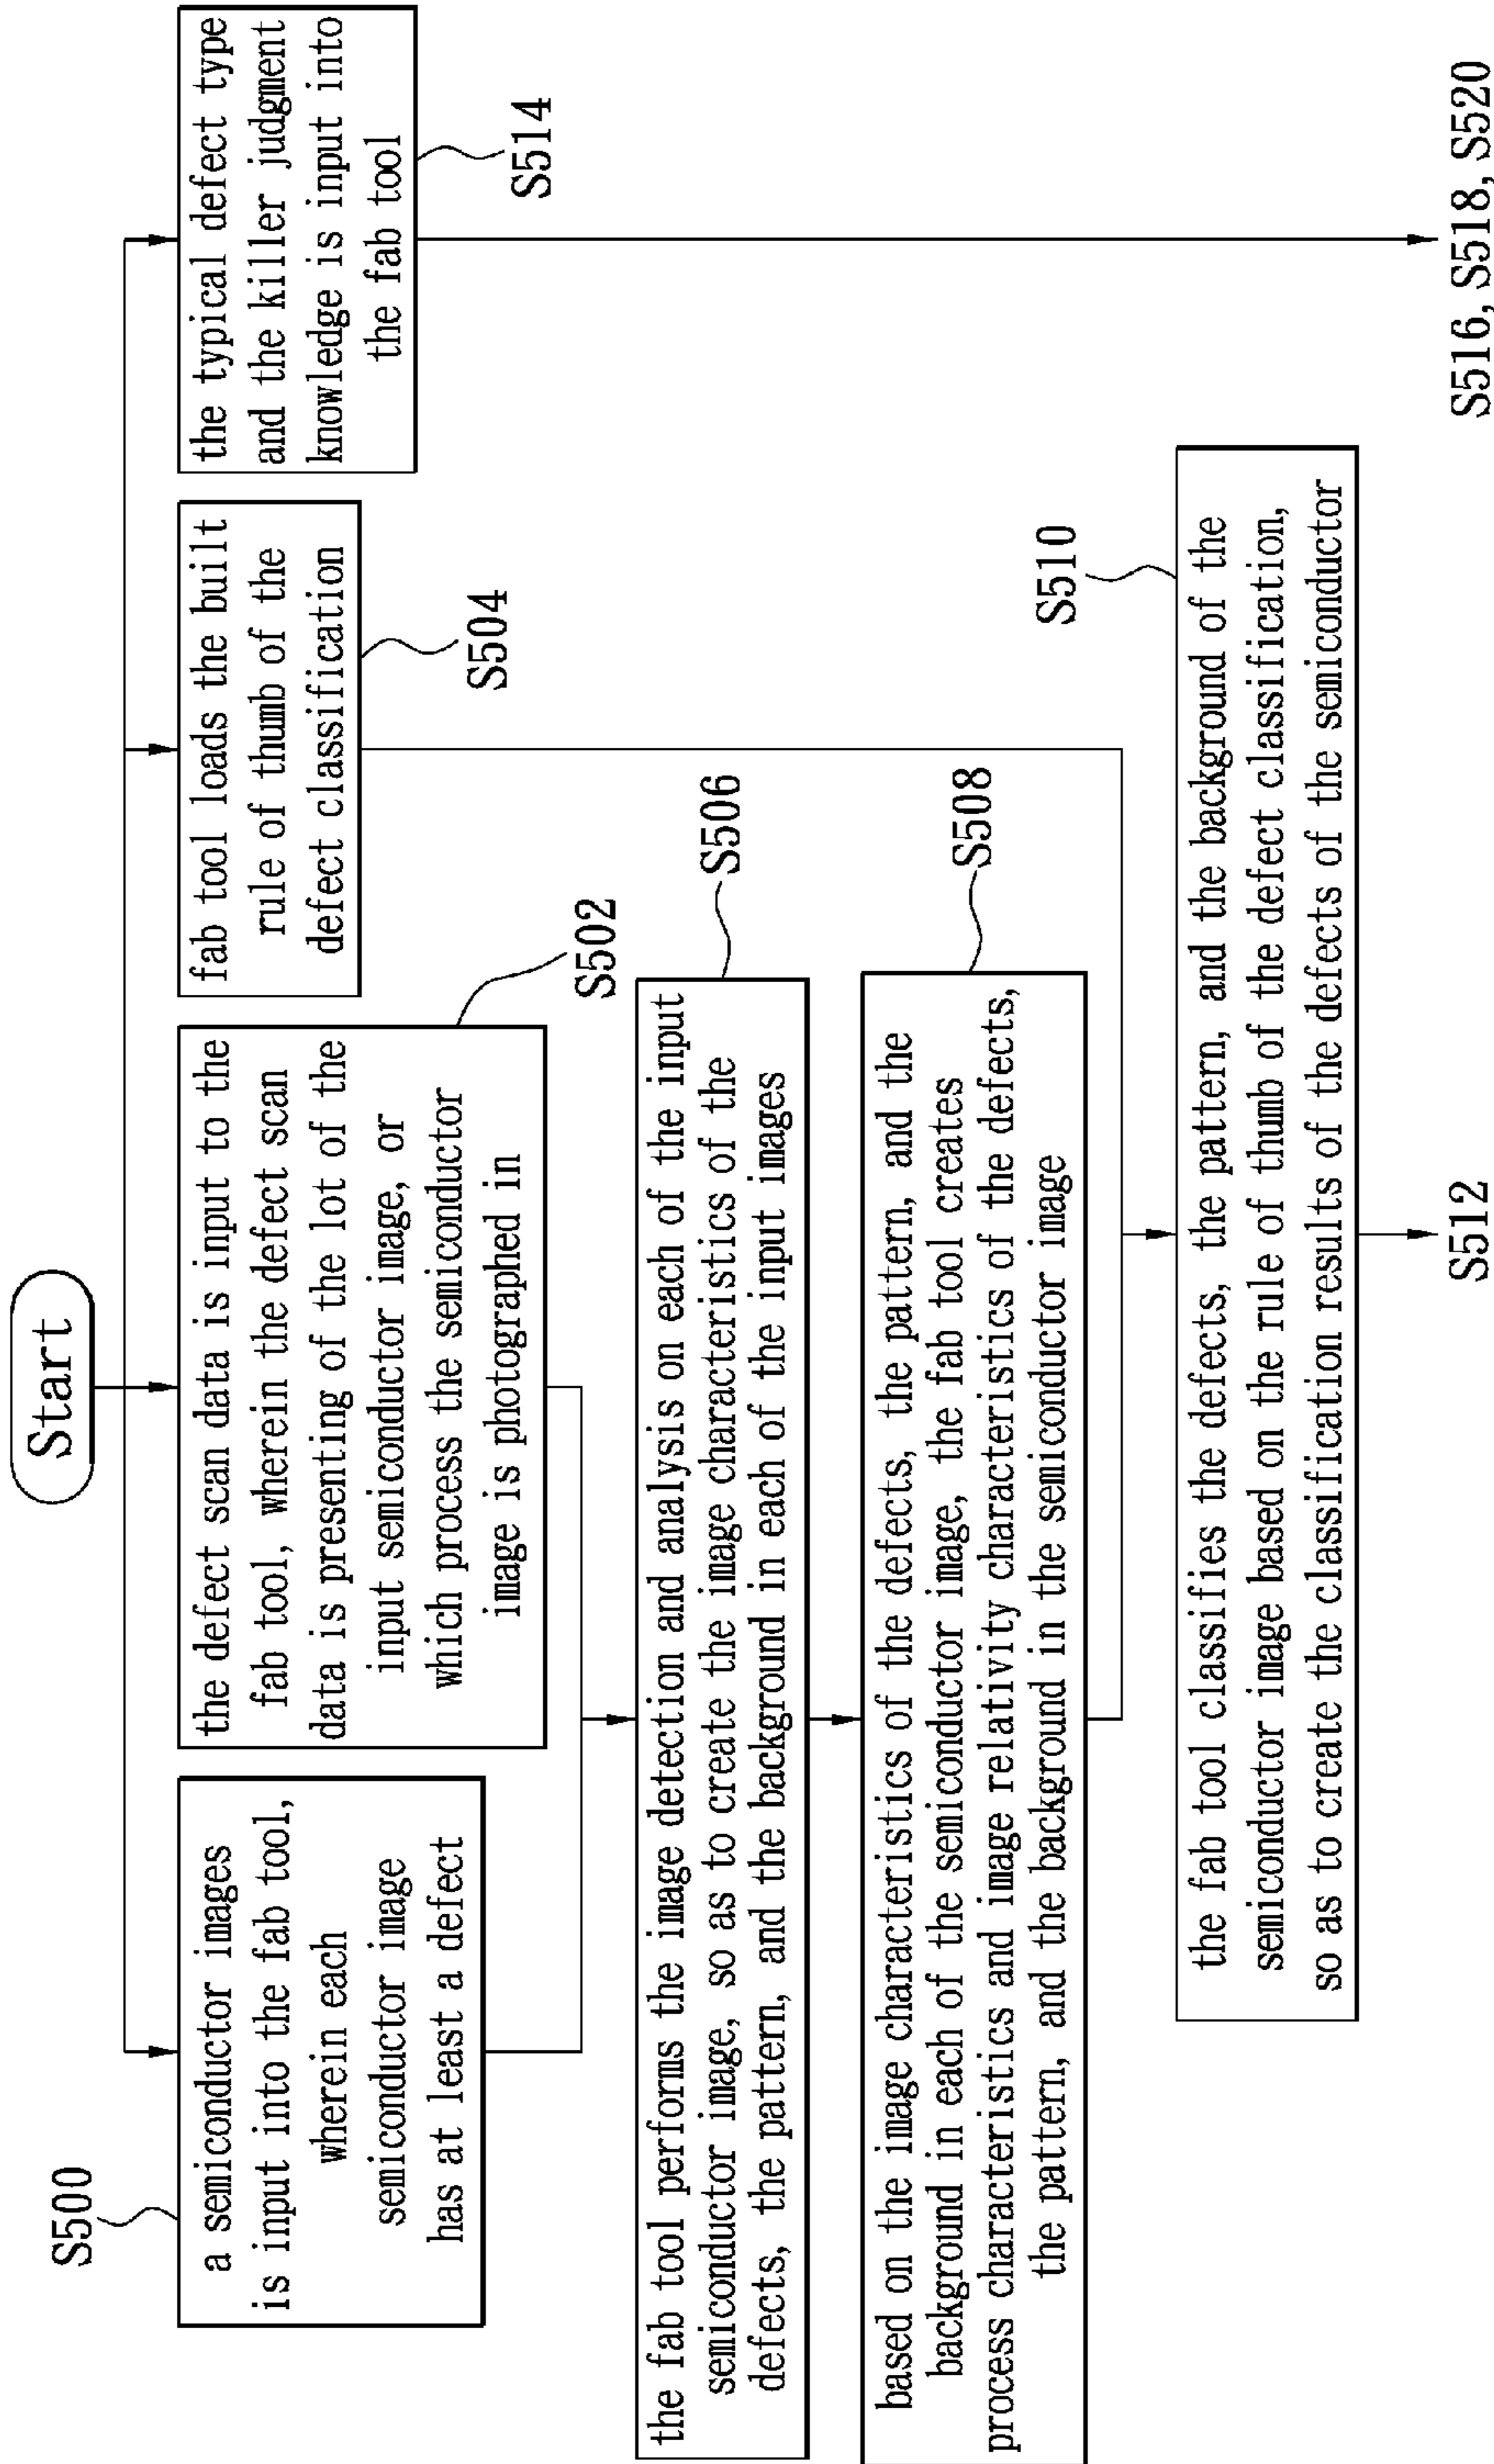 Start
S500
a semiconductor images
is input into the fab tool,
wherein each
semiconductor image
has at least a defect
the defect scan data is input to the
fab tool, wherein the defect scan
data is presenting of the lot of the
input semiconductor image, or
which process the semiconductor
image is photographed in
S502
fab tool loads the built
rule of thumb of the
defect classification
S504
the typical defect type
and the killer judgment
knowledge is input into
the fab tool
S514
the fab tool performs the image detection and analysis on each of the input
semiconductor image, so as to create the image characteristics of the
defects, the pattern, and the background in each of the input images
S506
based on the image characteristics of the defects, the pattern, and the
background in each of the semiconductor image, the fab tool creates
process characteristics and image relativity characteristics of the defects,
the pattern, and the background in the semiconductor image
S508
the fab tool classifies the defects, the pattern, and the background of the
semiconductor image based on the rule of thumb of the defect classification,
so as to create the classification results of the defects of the semiconductor
S510
S512
S516, S518, S520